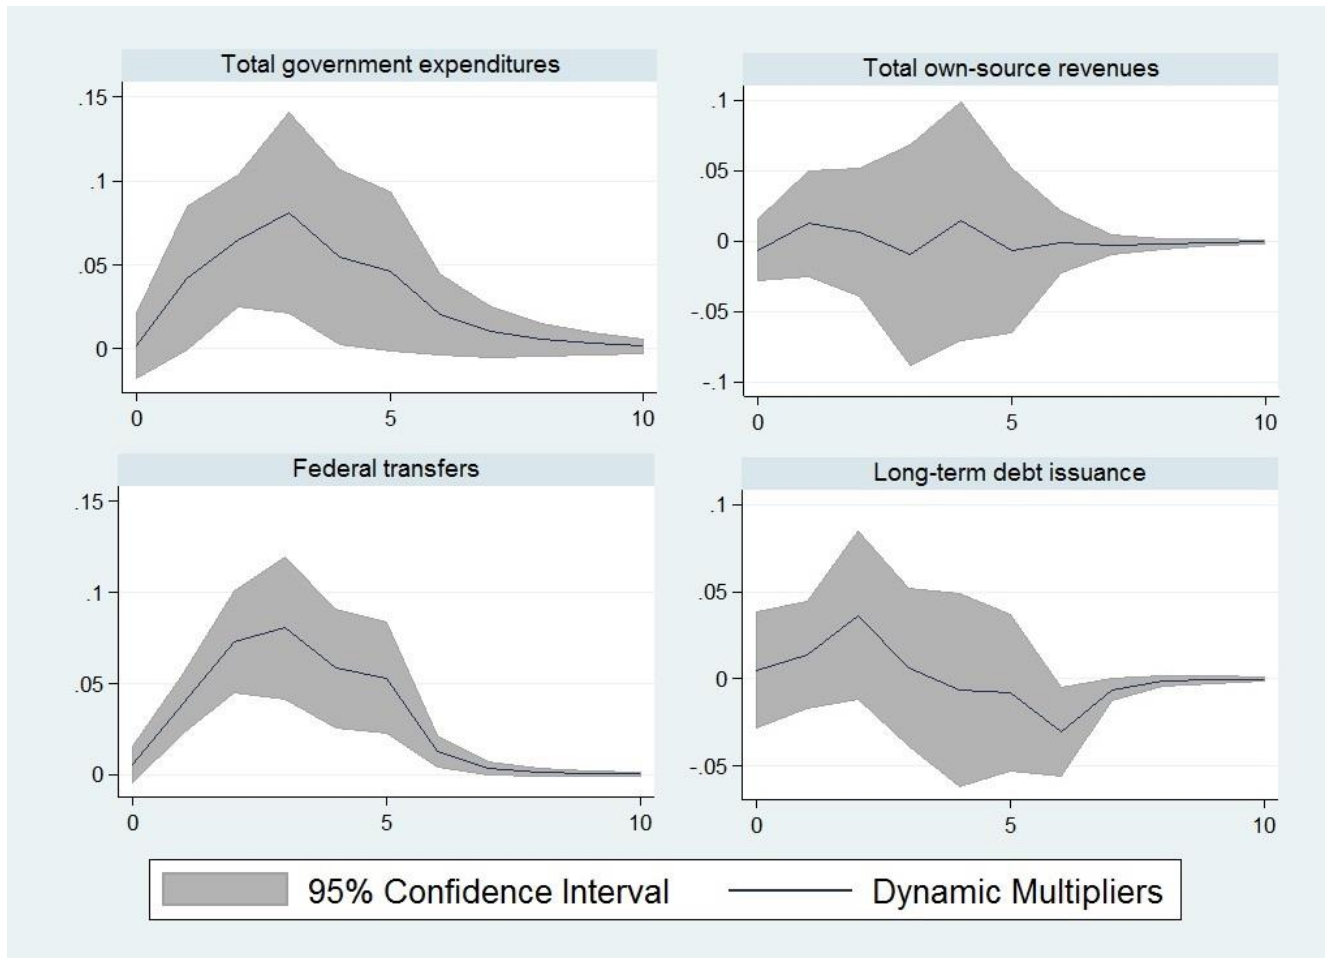 Total government expenditures
.15
.1
.05
0
0 5 10
Total own-source revenues
.1
.05
0
-.05
-.1
0 5 10
Federal transfers
.15
.1
.05
0
0 5 10
Long-term debt issuance
.1
.05
0
-.05
0 5 10
95% Confidence Interval Dynamic Multipliers